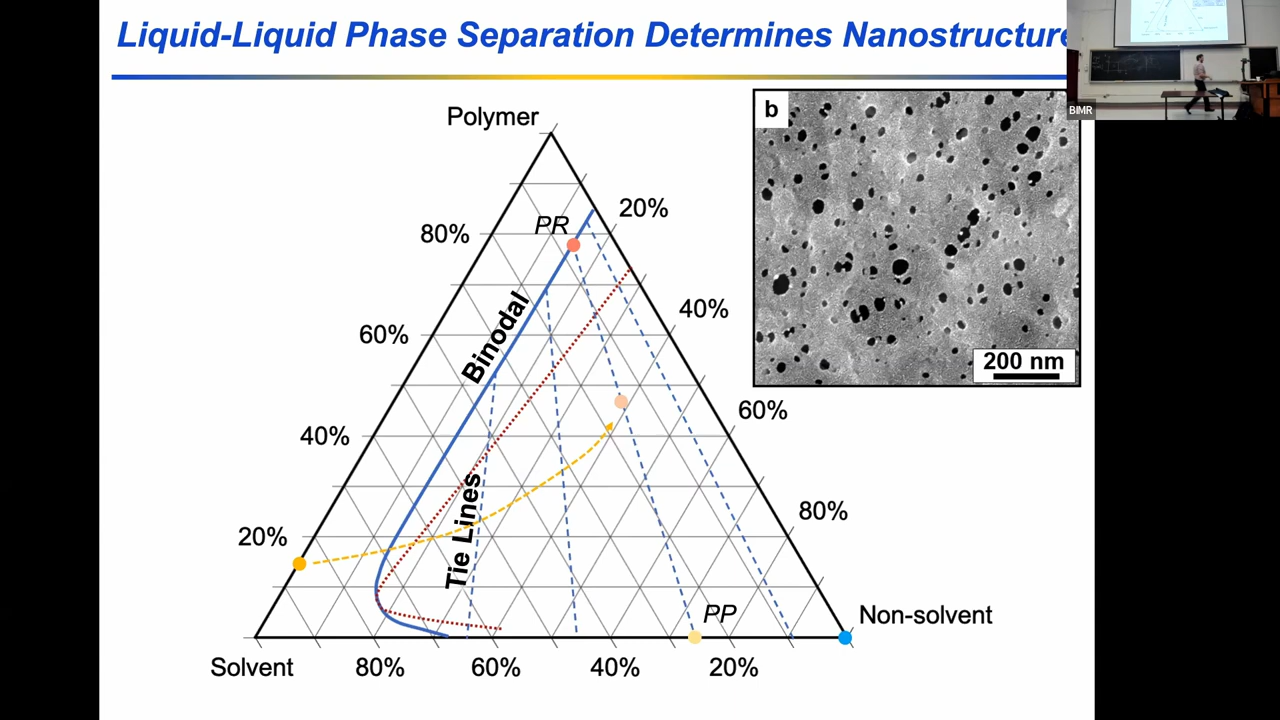 Liquid-Liquid Phase Separation Determines Nanostructure
BIMR
Polymer
b
PR
20%
80%
40%
Binodal
60%
200 nm
60%
40%
Tie Lines
80%
20%
PP
Non-solvent
Solvent
80%
60%
40%
20%